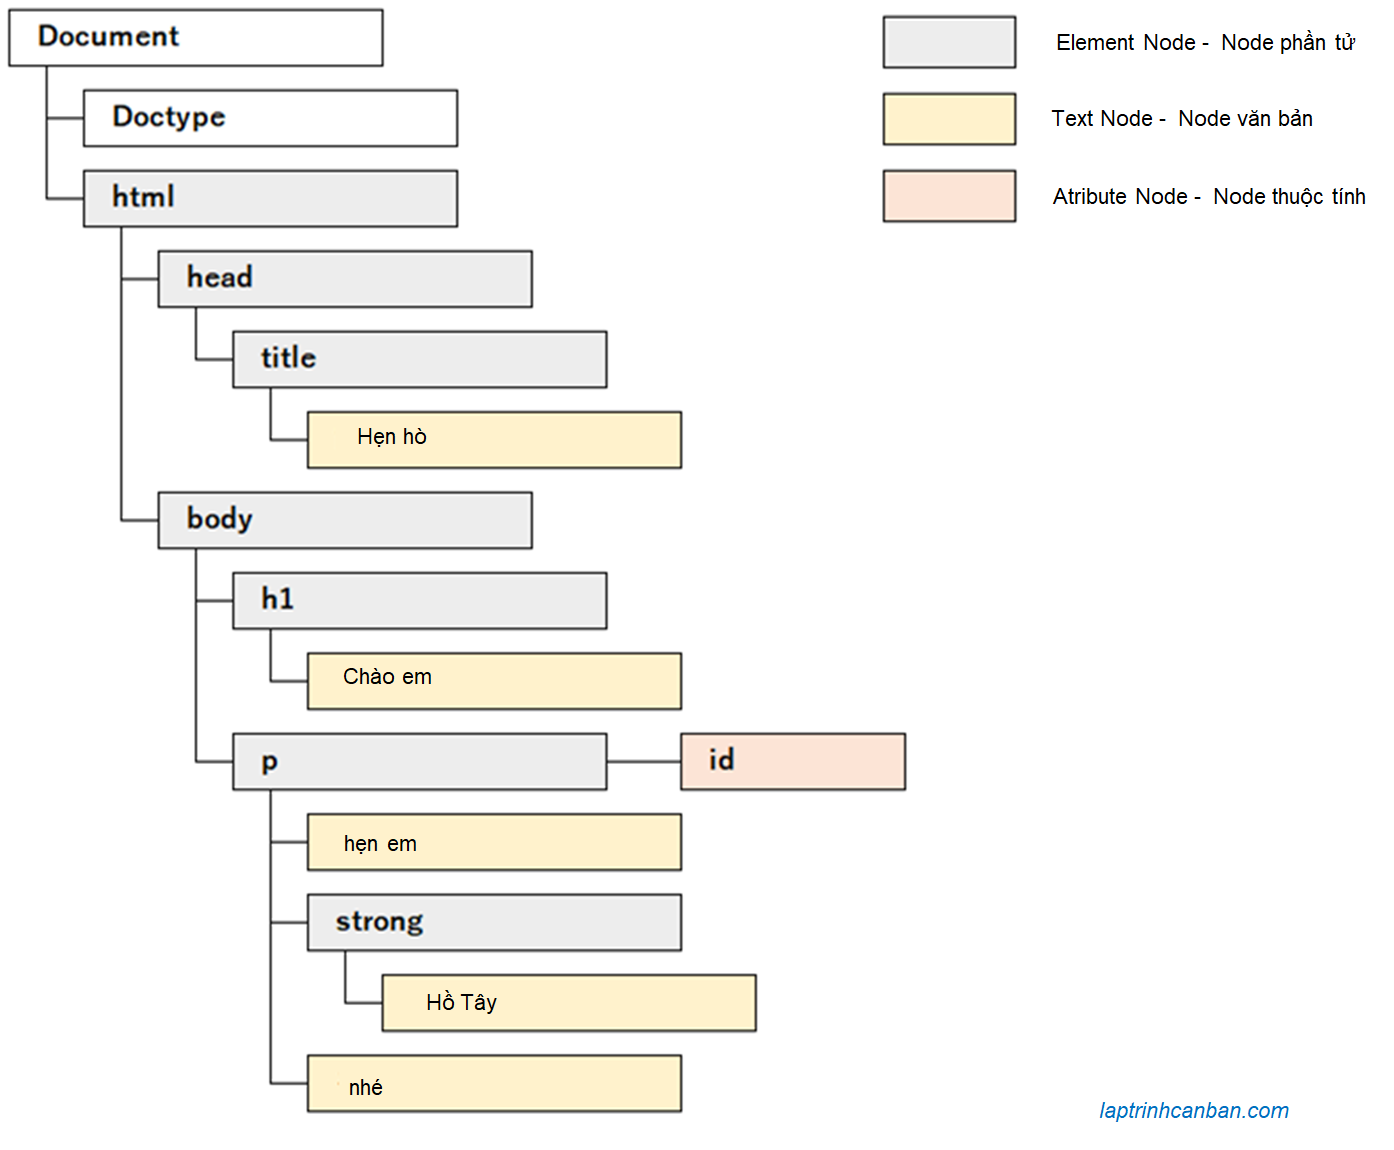 Document
Element Node - Node phần tử
Doctype
Text Node - Node văn bản
html
Atribute Node - Node thuộc tính
head
title
Hẹn hò
body
h1
Chào em
p
id
hẹn em
strong
Hồ Tây
nhé
laptrinhcanban.com